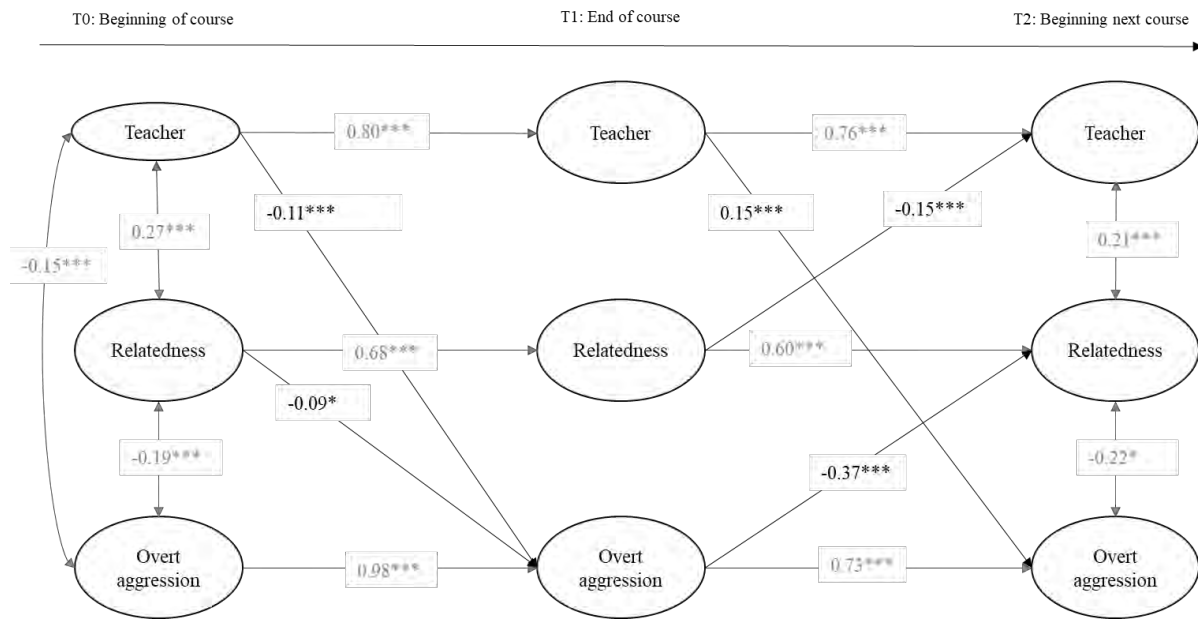 T0: Beginning of course
T1: End of course
T2: Beginning next course
Teacher
0.80***
Teacher
0.76***
Teacher
-0.11***
0.15***
-0.15***
0.27***
0.21***
-0.15***
Relatedness
0.68***
Relatedness
0.60***
Relatedness
-0.09*
-0.19***
-0.37***
-0.22*
Overt
aggression
0.98***
Overt
aggression
0.73***
Overt
aggression